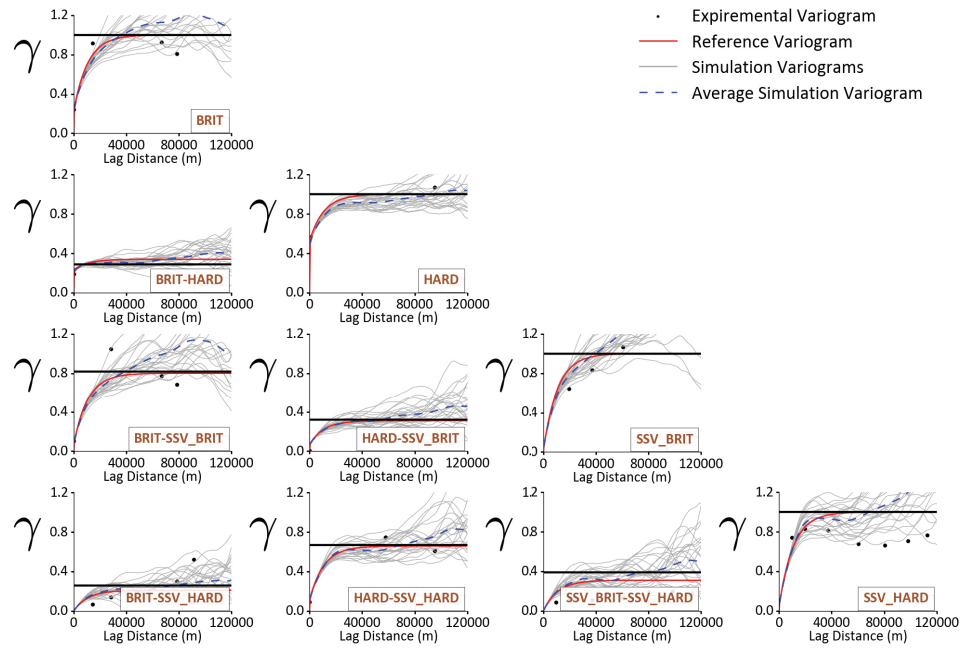 Expiremental Variogram
Reference Variogram
Simulation Variograms
Average Simulation Variogram
γ
1.2
0.8
0.4
0.0
BRIT
0 40000 80000 120000
Lag Distance (m)
γ
1.2
0.8
0.4
0.0
BRIT-HARD
0 40000 80000 120000
Lag Distance (m)
γ
1.2
0.8
0.4
0.0
HARD
0 40000 80000 120000
Lag Distance (m)
γ
1.2
0.8
0.4
0.0
BRIT-SSV_BRIT
0 40000 80000 120000
Lag Distance (m)
γ
1.2
0.8
0.4
0.0
HARD-SSV_BRIT
0 40000 80000 120000
Lag Distance (m)
γ
1.2
0.8
0.4
0.0
SSV_BRIT
0 40000 80000 120000
Lag Distance (m)
γ
1.2
0.8
0.4
0.0
BRIT-SSV_HARD
0 40000 80000 120000
Lag Distance (m)
γ
1.2
0.8
0.4
0.0
HARD-SSV_HARD
0 40000 80000 120000
Lag Distance (m)
γ
1.2
0.8
0.4
0.0
SSV_BRIT-SSV_HARD
0 40000 80000 120000
Lag Distance (m)
γ
1.2
0.8
0.4
0.0
SSV_HARD
0 40000 80000 120000
Lag Distance (m)